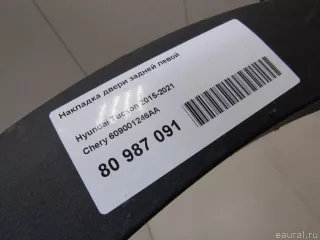 Накладка двери задней левой
Hyundai Tucson 2015-2021
Chery 609001246AA
80 987 091
eaural.ru